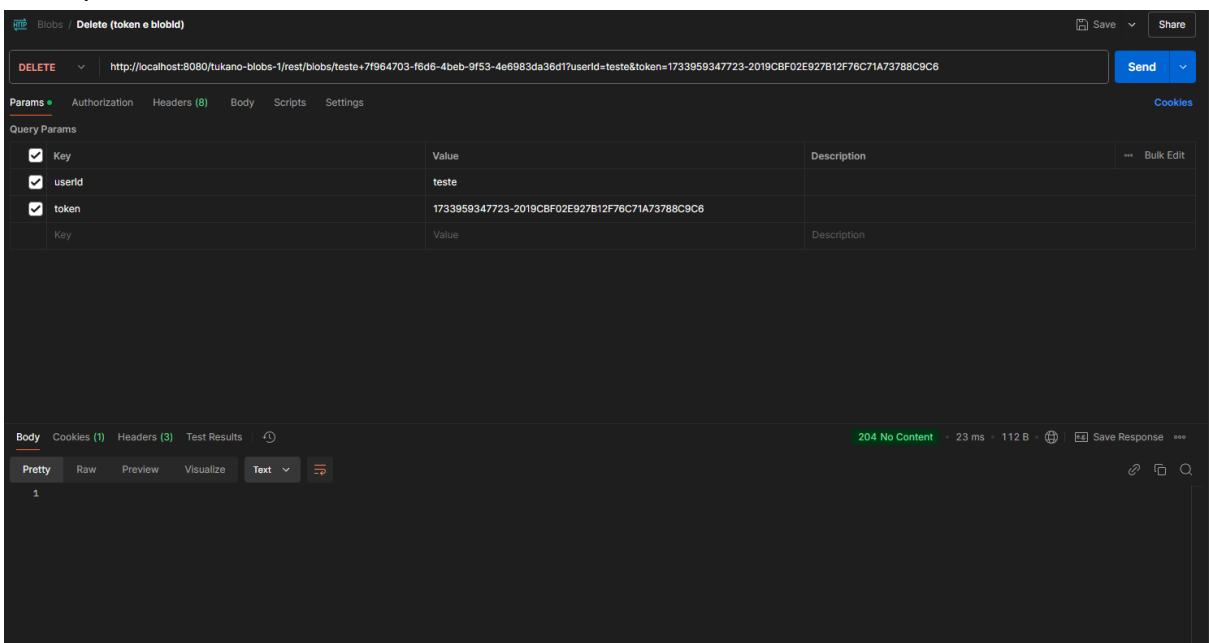 HTTP Blobs / Delete (token e blobId) Save Share
DELETE http://localhost:8080/tukano-blobs-1/rest/blobs/teste+7f964703-f6d6-4beb-9f53-4e6983da36d1?userId=teste&token=1733959347723-2019CBF02E927B12F76C71A73788C9C6 Send
Params Authorization Headers (8) Body Scripts Settings Cookies
Query Params
Key Value Description Bulk Edit
userId teste
token 1733959347723-2019CBF02E927B12F76C71A73788C9C6
Key Value Description
Body Cookies (1) Headers (3) Test Results 204 No Content 23 ms 112 B Save Response
Pretty Raw Preview Visualize Text
1